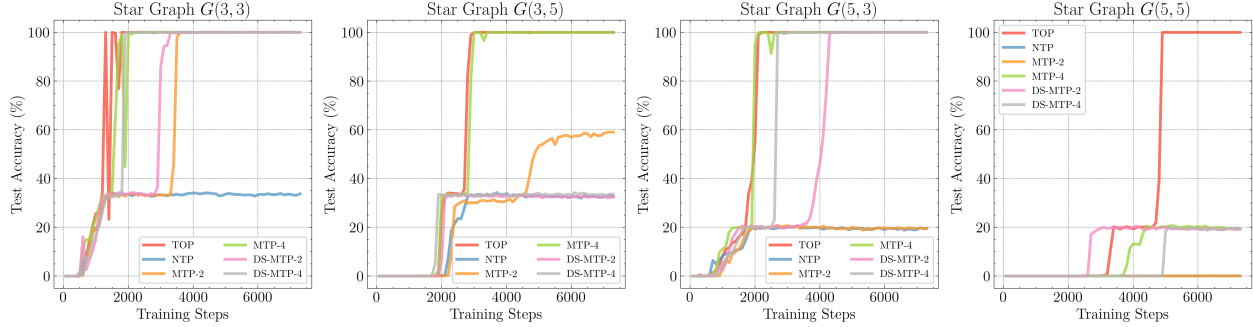 Star Graph G(3, 3)
Test Accuracy (%)
100
80
60
40
20
0
0 2000 4000 6000
Training Steps
TOP
NTP
MTP-2
MTP-4
DS-MTP-2
DS-MTP-4
Star Graph G(3, 5)
Test Accuracy (%)
100
80
60
40
20
0
0 2000 4000 6000
Training Steps
TOP
NTP
MTP-2
MTP-4
DS-MTP-2
DS-MTP-4
Star Graph G(5, 3)
Test Accuracy (%)
100
80
60
40
20
0
0 2000 4000 6000
Training Steps
TOP
NTP
MTP-2
MTP-4
DS-MTP-2
DS-MTP-4
Star Graph G(5, 5)
Test Accuracy (%)
100
80
60
40
20
0
0 2000 4000 6000
Training Steps
TOP
NTP
MTP-2
MTP-4
DS-MTP-2
DS-MTP-4